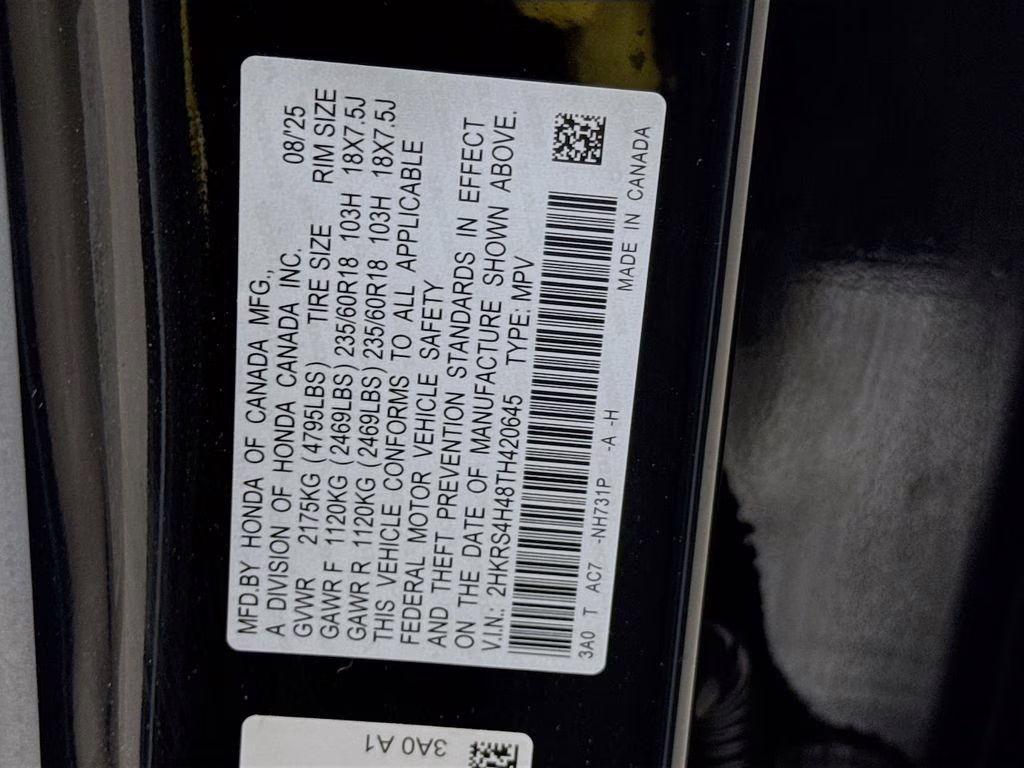 MFD.BY HONDA OF CANADA MFG.,
A DIVISION OF HONDA CANADA INC. 08/'25
GVWR 2175KG (4795LBS) TIRE SIZE RIM SIZE
GAWR F 1120KG (2469LBS) 235/60R18 103H 18X7.5J
GAWR R 1120KG (2469LBS) 235/60R18 103H 18X7.5J
THIS VEHICLE CONFORMS TO ALL APPLICABLE
FEDERAL MOTOR VEHICLE SAFETY
AND THEFT PREVENTION STANDARDS IN EFFECT
ON THE DATE OF MANUFACTURE SHOWN ABOVE.
V.I.N.: 2HKRS4H48TH420645 TYPE: MPV
3A0 T AC7 -NH731P -A -H MADE IN CANADA
3A0 A1